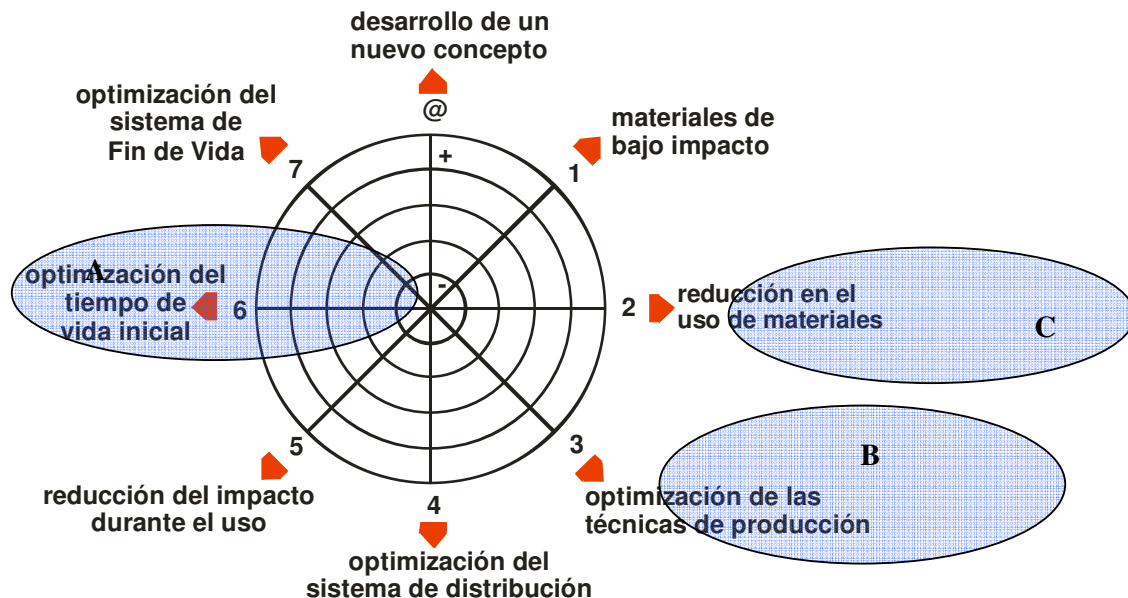 desarrollo de un
nuevo concepto
@
+
-
materiales de
bajo impacto
1
2
reducción en el
uso de materiales
C
B
3
optimización de las
técnicas de producción
4
optimización del
sistema de distribución
5
reducción del impacto
durante el uso
6
A
optimización del
tiempo de
vida inicial
7
optimización del
sistema de
Fin de Vida